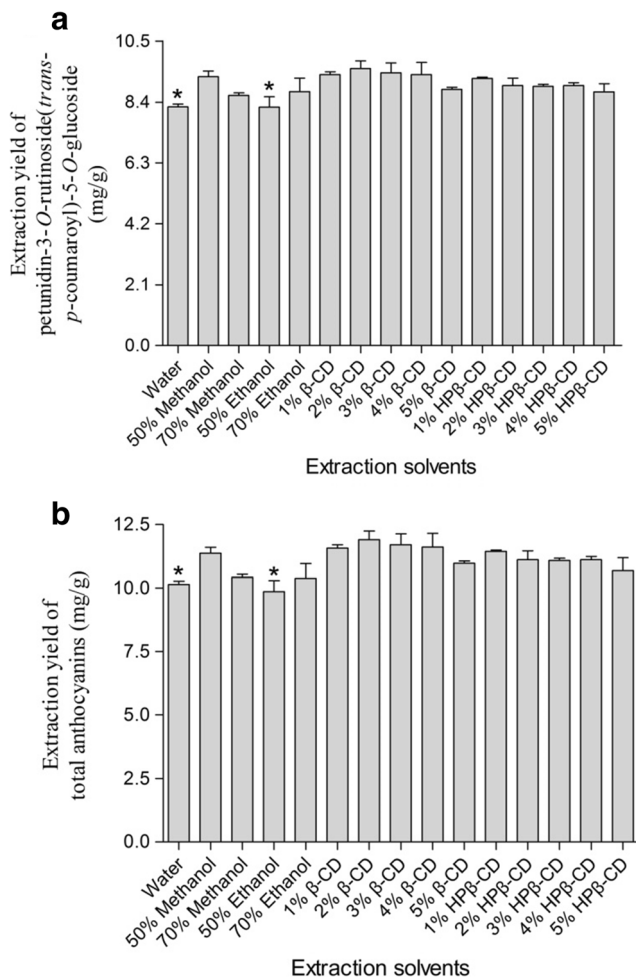 a
Extraction yield of
petunidin-3-O-rutinoside(trans-
p-coumaroyl)-5-O-glucoside
(mg/g)
10.5
8.4
6.3
4.2
2.1
0.0
*
*
Water
50% Methanol
70% Methanol
50% Ethanol
70% Ethanol
1% β-CD
2% β-CD
3% β-CD
4% β-CD
5% β-CD
1% HPβ-CD
2% HPβ-CD
3% HPβ-CD
4% HPβ-CD
5% HPβ-CD
Extraction solvents
b
Extraction yield of
total anthocyanins (mg/g)
12.5
10.0
7.5
5.0
2.5
0.0
*
*
Water
50% Methanol
70% Methanol
50% Ethanol
70% Ethanol
1% β-CD
2% β-CD
3% β-CD
4% β-CD
5% β-CD
1% HPβ-CD
2% HPβ-CD
3% HPβ-CD
4% HPβ-CD
5% HPβ-CD
Extraction solvents